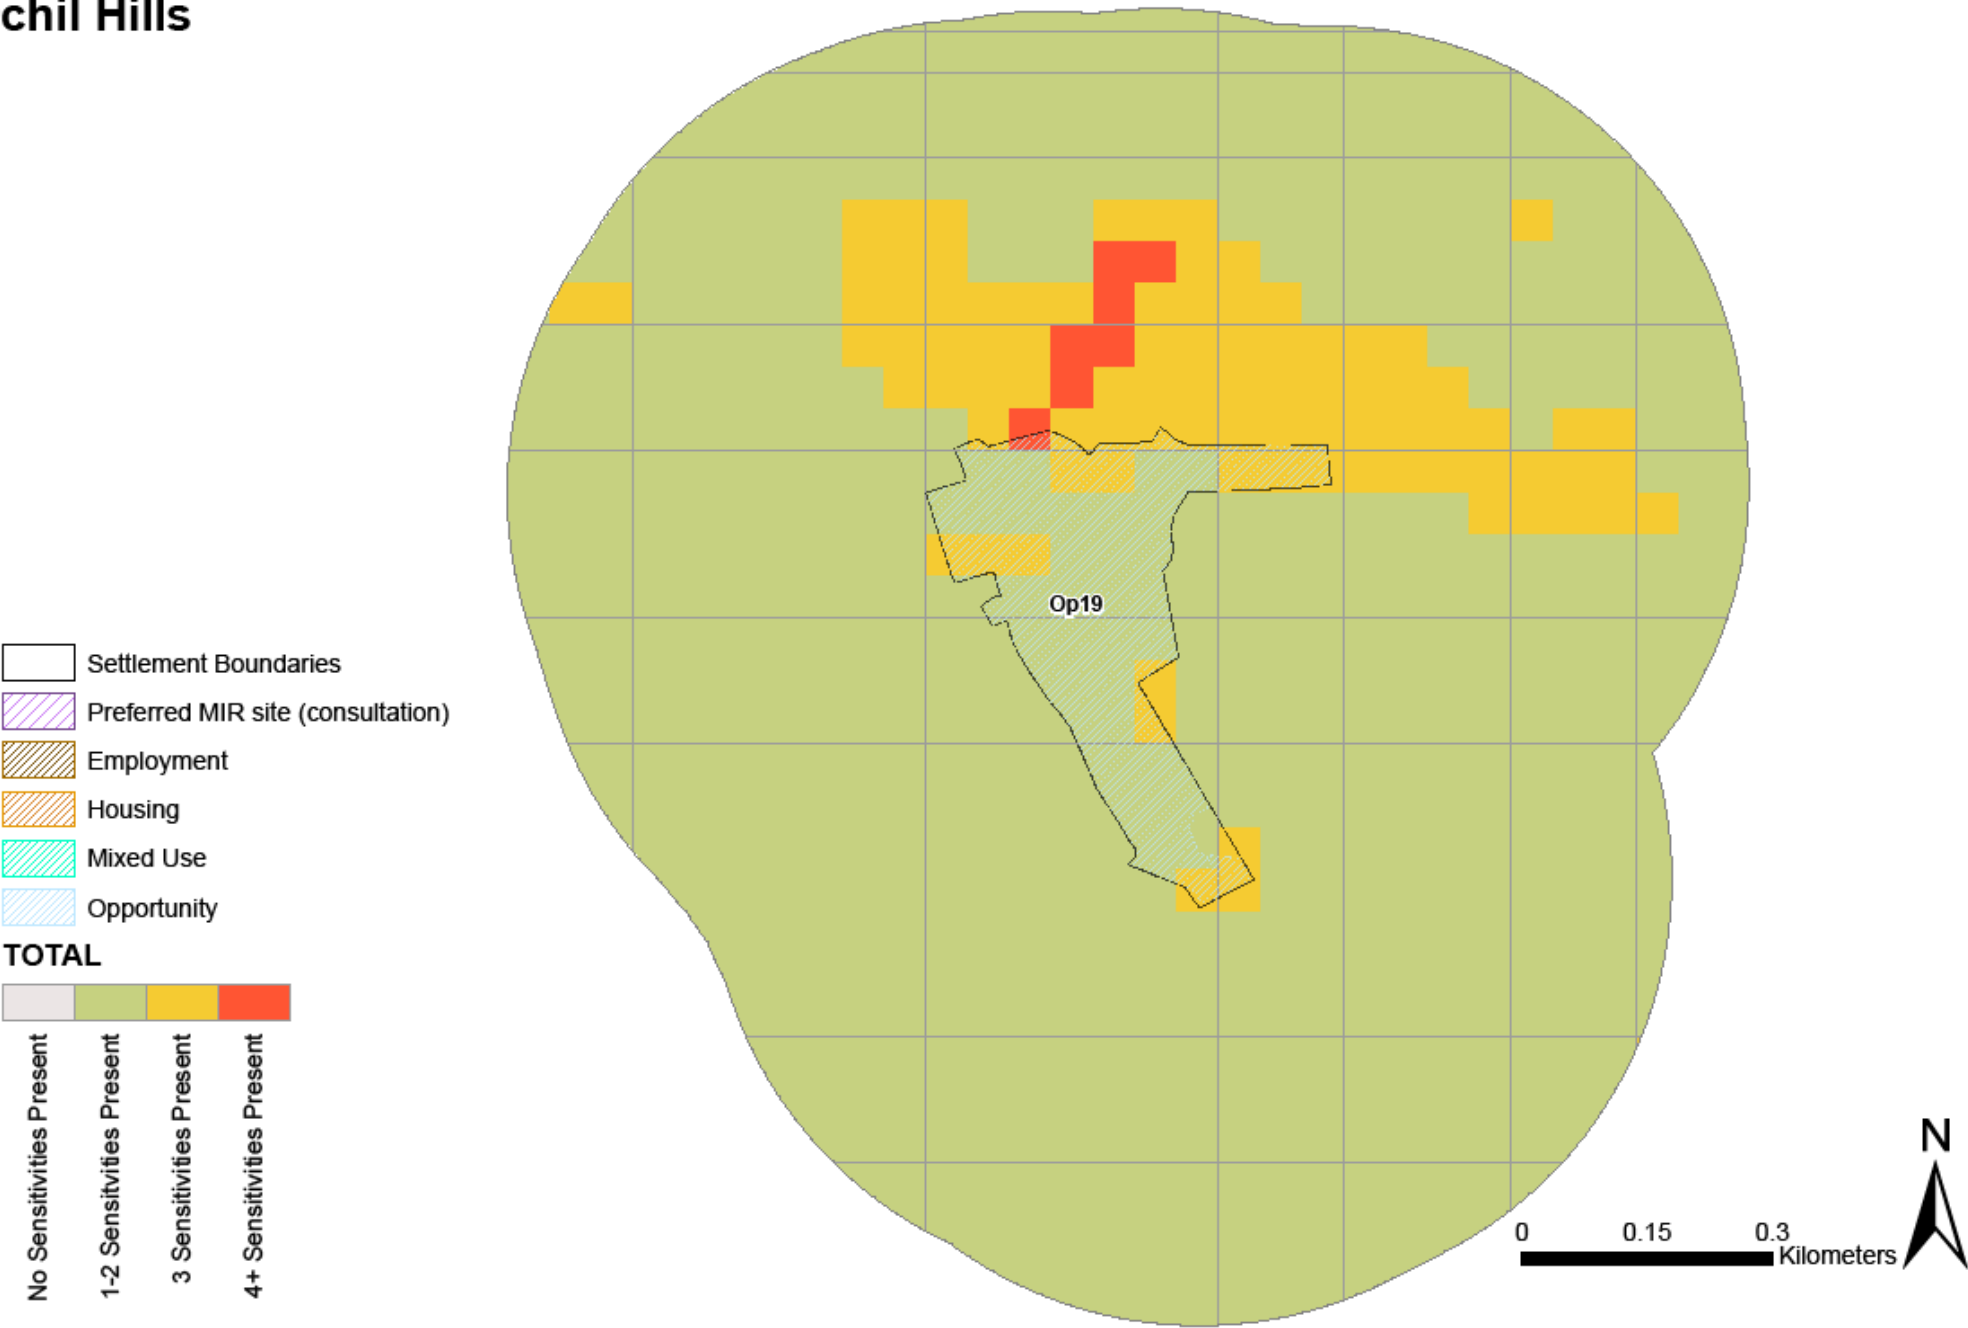 chil Hills
Op19
Settlement Boundaries
Preferred MIR site (consultation)
Employment
Housing
Mixed Use
Opportunity
TOTAL
No Sensitivities Present
1-2 Sensitvities Present
3 Sensitivities Present
4+ Sensitivities Present
N
0 0.15 0.3
Kilometers